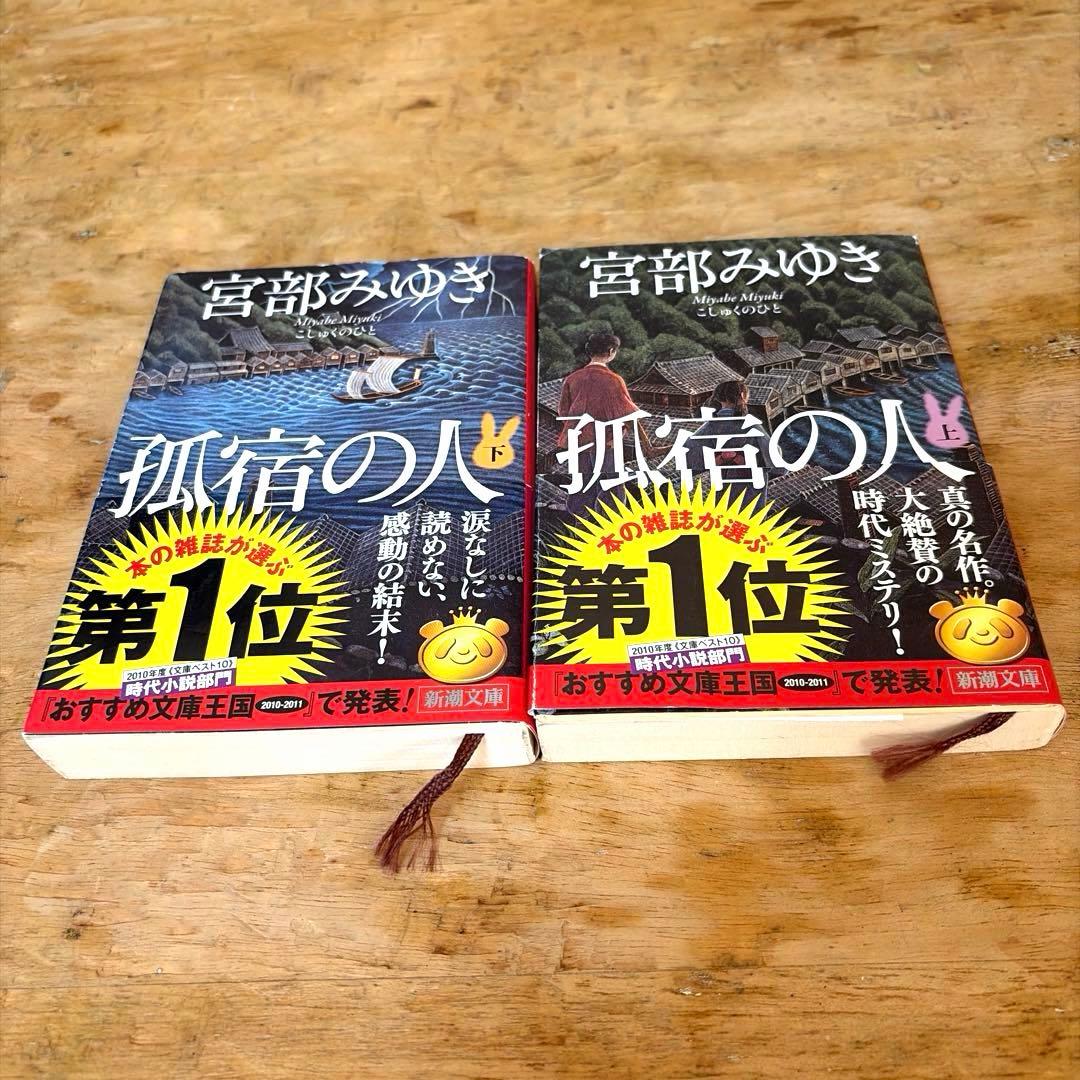 宮部みゆき
Miyabe Miyuki
こしゅくのひと
孤宿の人
下
涙なしに
読めない、
感動の結末!
本の雑誌が選ぶ
第1位
2010年度《文庫ベスト10》
時代小説部門
『おすすめ文庫王国 2010-2011 』で発表!
新潮文庫
宮部みゆき
Miyabe Miyuki
こしゅくのひと
孤宿の人
上
真の名作。
大絶賛の
時代ミステリ!
本の雑誌が選ぶ
第1位
2010年度《文庫ベスト10》
時代小説部門
『おすすめ文庫王国 2010-2011 』で発表!
新潮文庫